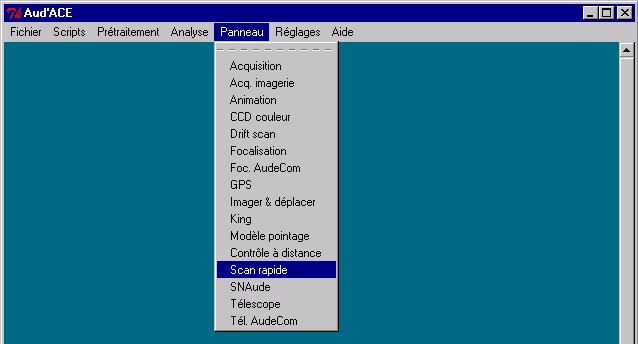 Aud'ACE
Fichier Scripts Prétraitement Analyse Panneau Réglages Aide
Acquisition
Acq. imagerie
Animation
CCD couleur
Drift scan
Focalisation
Foc. AudeCom
GPS
Imager & déplacer
King
Modèle pointage
Contrôle à distance
Scan rapide
SNAude
Télescope
Tél. AudeCom